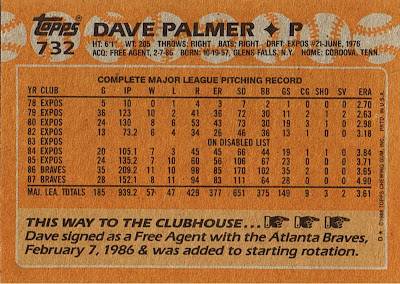 Topps DAVE PALMER ✦ P
732 HT: 6'1" WT: 205 THROWS: RIGHT BATS: RIGHT DRAFT: EXPOS #21-JUNE, 1976
ACQ: FREE AGENT, 2-7-86 BORN: 10-19-57, GLENS FALLS, N.Y. HOME: CORDOVA, TENN
COMPLETE MAJOR LEAGUE PITCHING RECORD
YR CLUB G IP W L R ER SO BB GS CG SHO SV ERA
78 EXPOS 5 10 0 1 4 3 7 2 1 0 0 0 2.70
79 EXPOS 36 123 10 2 41 36 72 30 11 2 1 2 2.63
80 EXPOS 24 130 8 6 44 43 73 30 19 3 1 0 2.98
82 EXPOS 13 73.2 6 4 34 26 46 36 13 1 0 0 3.18
83 EXPOS ON DISABLED LIST
84 EXPOS 20 105.1 7 3 45 45 66 44 19 1 1 0 3.84
85 EXPOS 24 135.2 7 10 60 56 106 67 23 0 0 0 3.71
86 BRAVES 35 209.2 11 10 98 85 170 102 35 2 0 0 3.65
87 BRAVES 28 152.1 8 11 94 83 111 64 28 0 0 0 4.90
MAJ. LEA. TOTALS 185 939.2 57 47 429 377 651 375 149 9 3 2 3.61
THIS WAY TO THE CLUBHOUSE...
Dave signed as a Free Agent with the Atlanta Braves,
February 7, 1986 & was added to starting rotation.
D* © 1988 TOPPS CHEWING GUM, INC. PRTD. IN U.S.A.